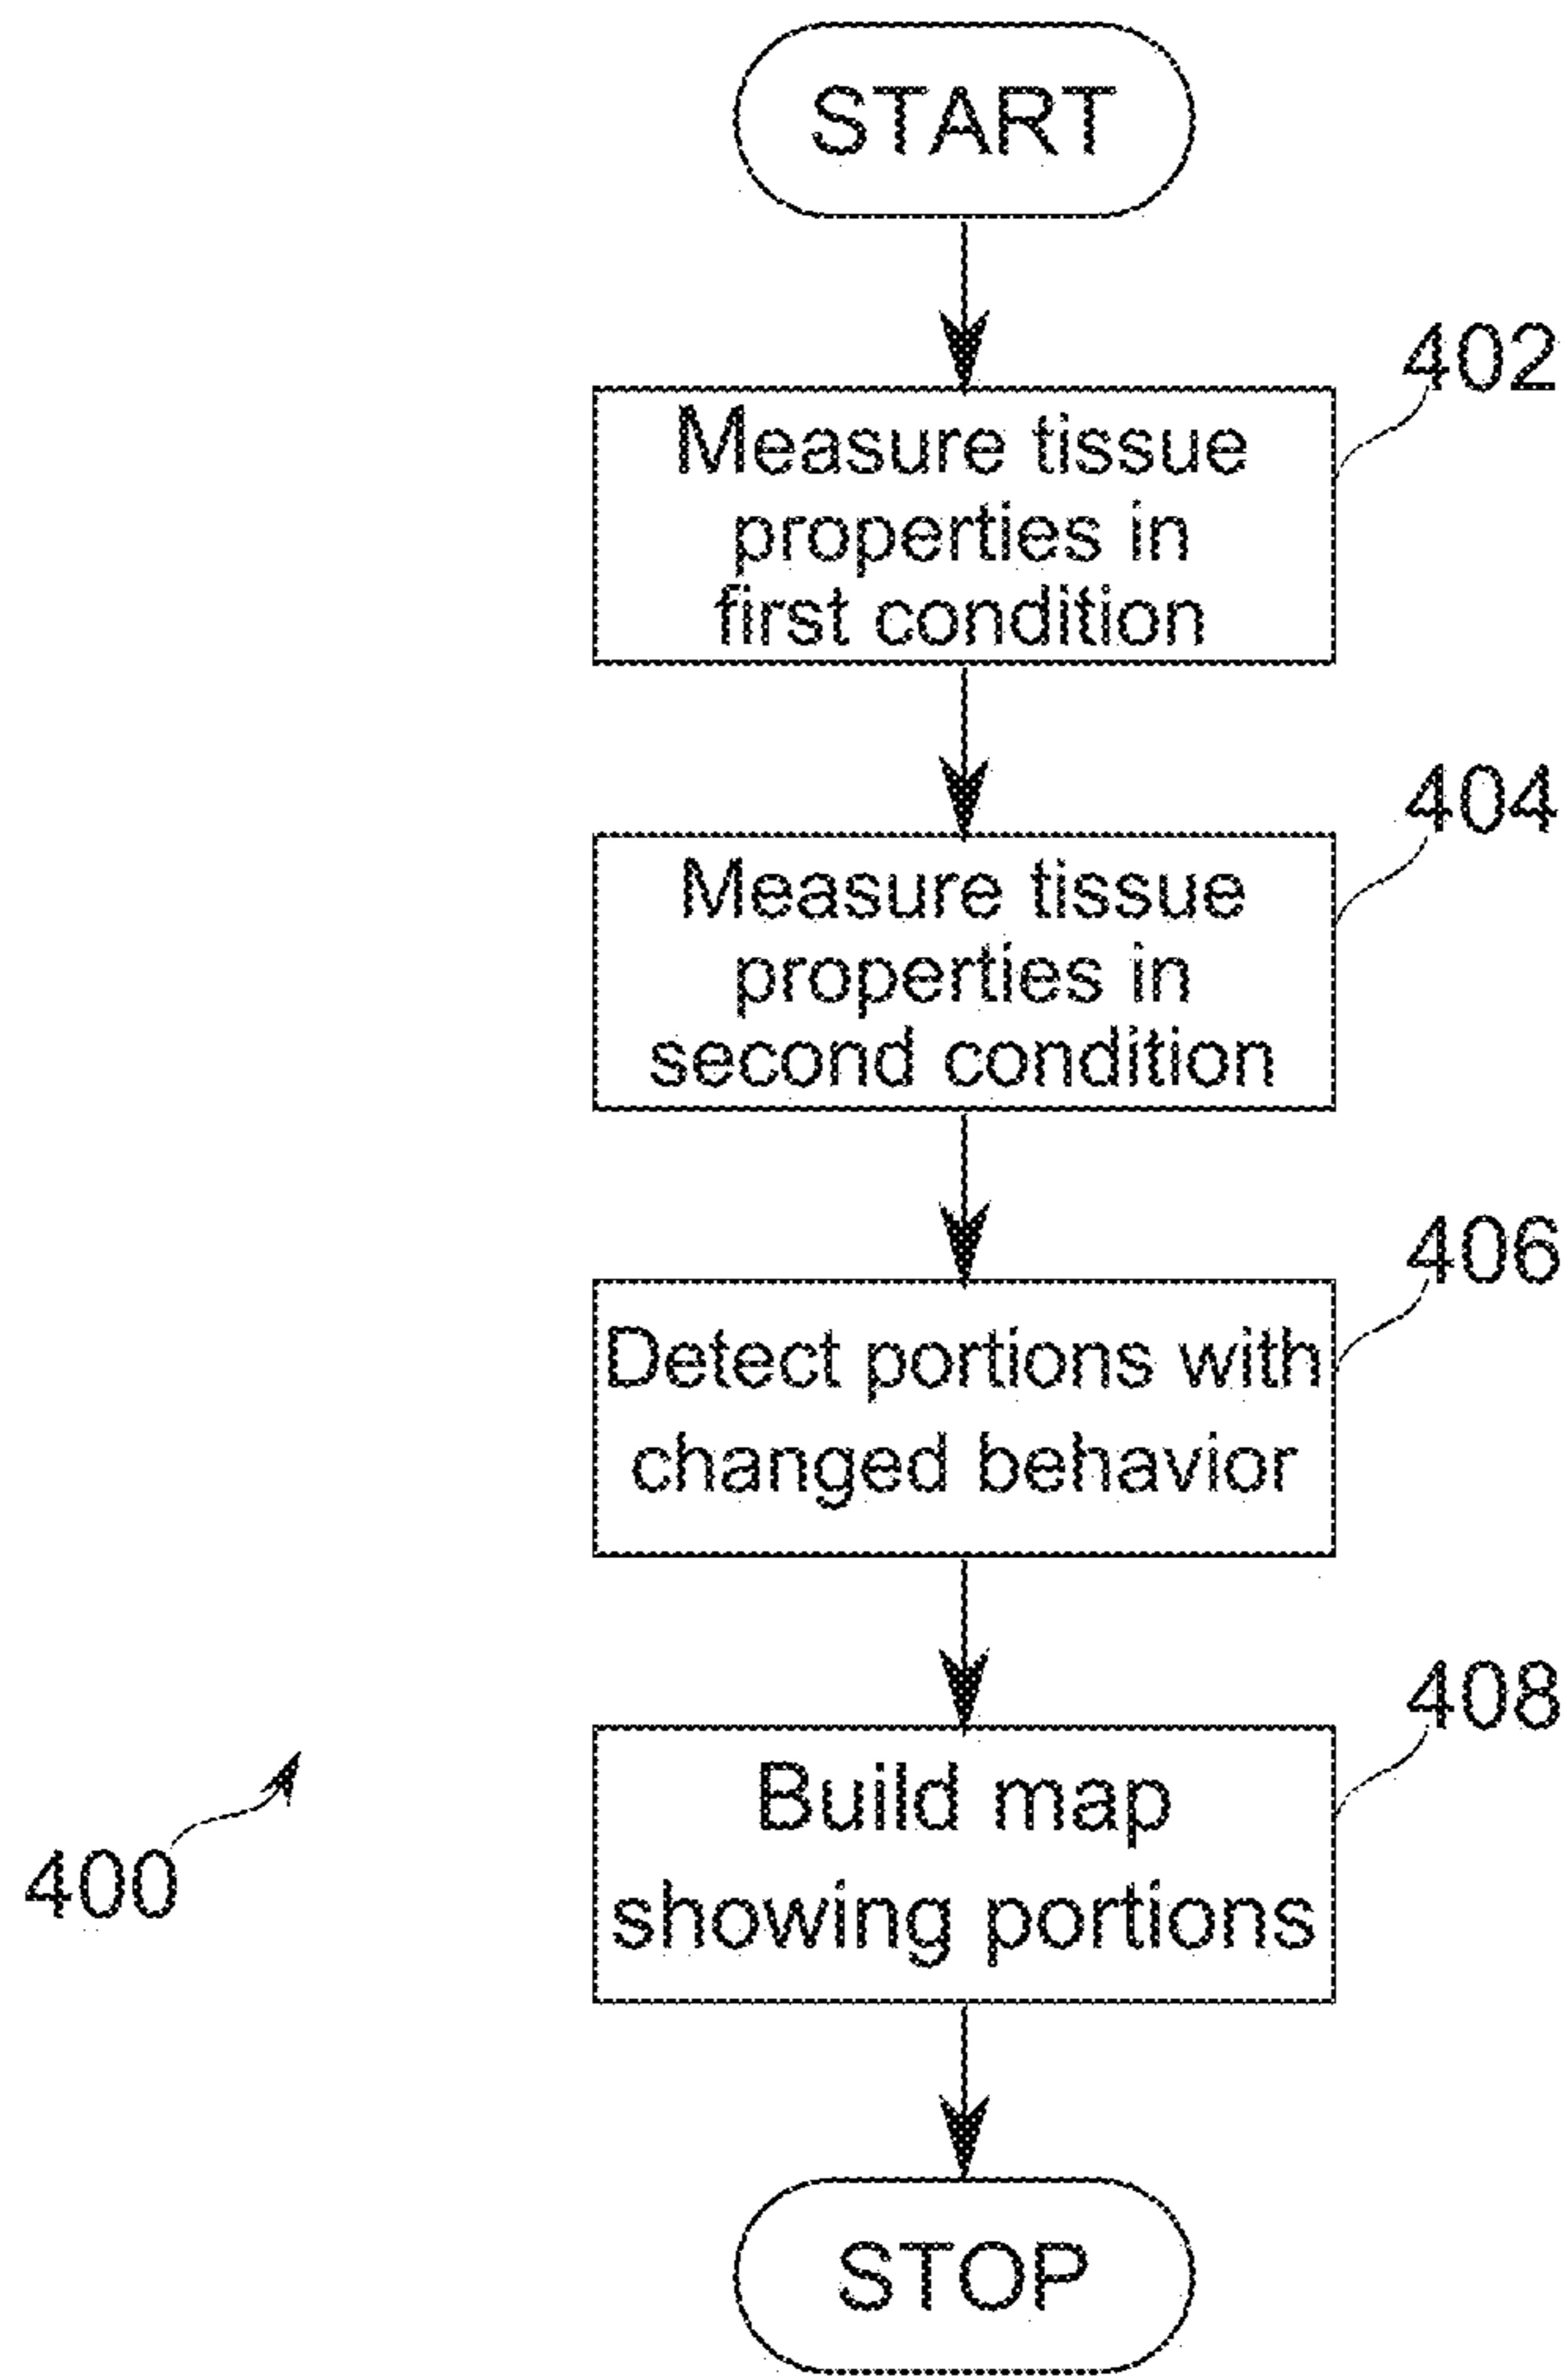 START
402
Measure tissue
properties in
first condition
404
Measure tissue
properties in
second condition
406
Detect portions with
changed behavior
408
Build map
showing portions
400
STOP